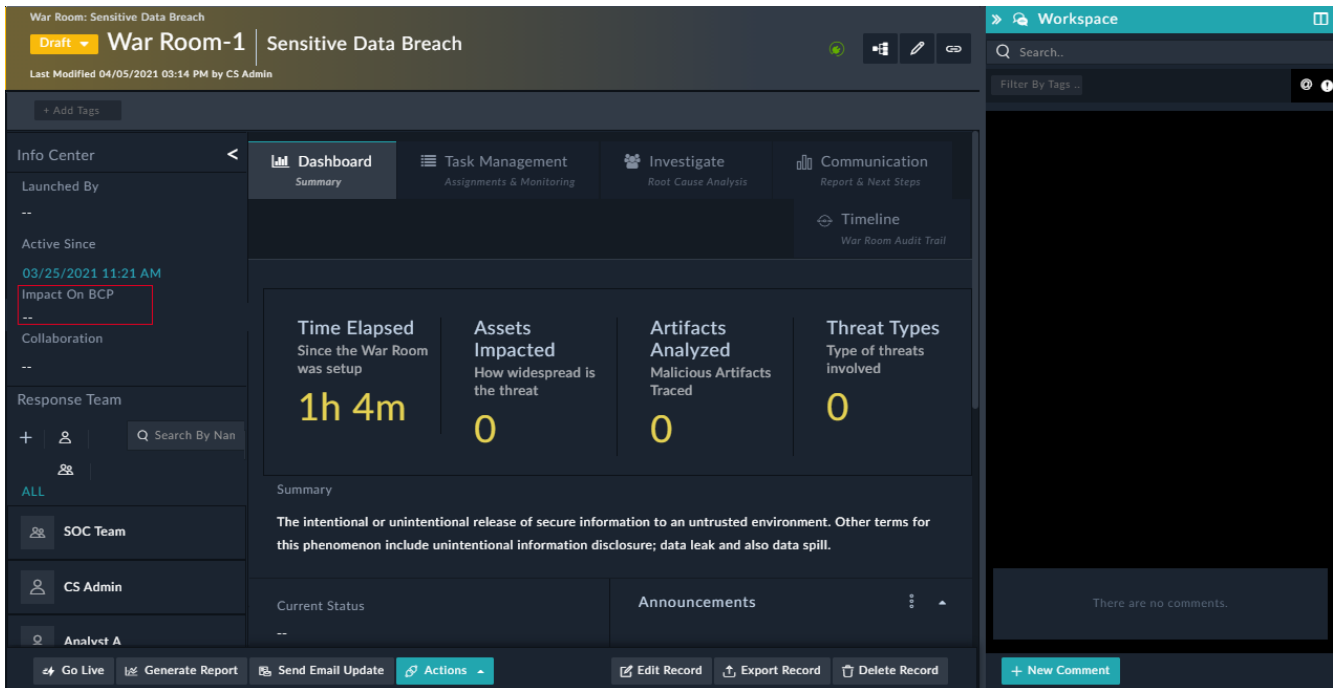 War Room: Sensitive Data Breach
Draft War Room-1 Sensitive Data Breach
Last Modified 04/05/2021 03:14 PM by CS Admin
+ Add Tags
Info Center <
Launched By
--
Active Since
03/25/2021 11:21 AM
Impact On BCP
--
Collaboration
--
Response Team
+ Search By Nan
ALL
SOC Team
CS Admin
Analyst A
Dashboard
Summary
Task Management
Assignments & Monitoring
Investigate
Root Cause Analysis
Communication
Report & Next Steps
Timeline
War Room Audit Trail
Time Elapsed
Since the War Room
was setup
1h 4m
Assets
Impacted
How widespread is
the threat
0
Artifacts
Analyzed
Malicious Artifacts
Traced
0
Threat Types
Type of threats
involved
0
Summary
The intentional or unintentional release of secure information to an untrusted environment. Other terms for
this phenomenon include unintentional information disclosure; data leak and also data spill.
Current Status
--
Announcements
Go Live Generate Report Send Email Update Actions Edit Record Export Record Delete Record
Workspace
Search..
Filter By Tags .. @
There are no comments.
+ New Comment